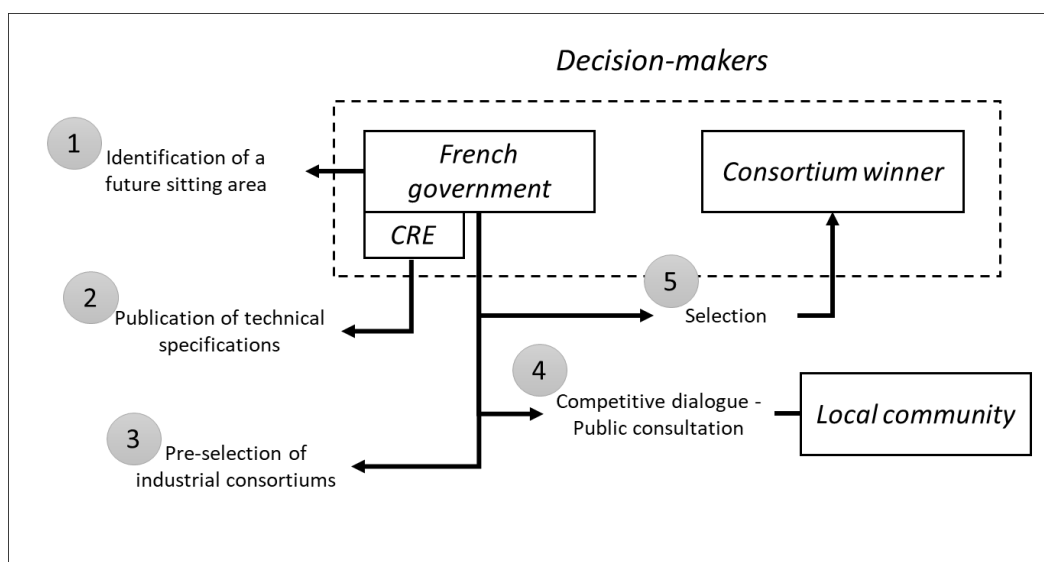 Decision-makers
1
Identification of a
future sitting area
French
government
CRE
Consortium winner
2
Publication of technical
specifications
5
Selection
4
Competitive dialogue -
Public consultation
Local community
3
Pre-selection of
industrial consortiums